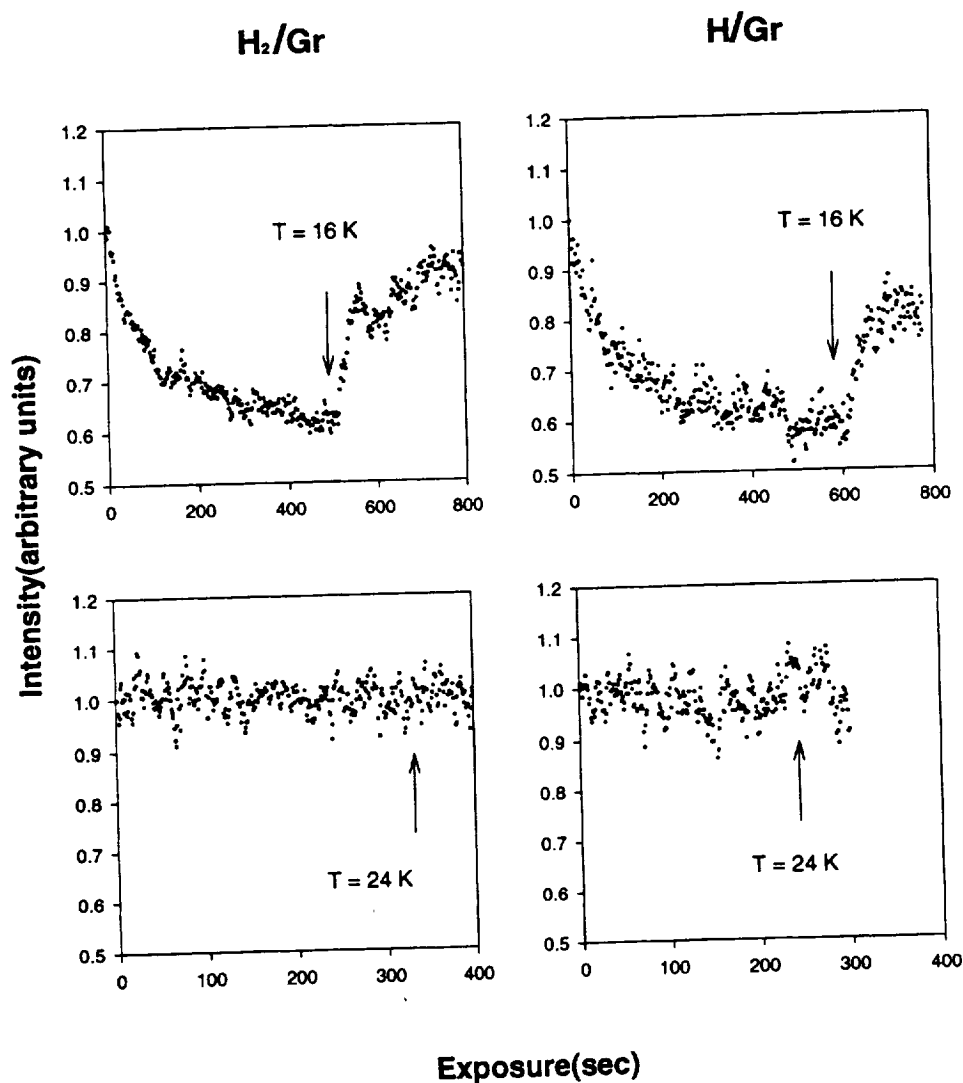 H₂/Gr
H/Gr
Intensity(arbitrary units)
1.2
1.1
1.0
0.9
0.8
0.7
0.6
0.5
T = 16 K
0 200 400 600 800
1.2
1.1
1.0
0.9
0.8
0.7
0.6
0.5
T = 16 K
0 200 400 600 800
1.2
1.1
1.0
0.9
0.8
0.7
0.6
0.5
T = 24 K
0 100 200 300 400
1.2
1.1
1.0
0.9
0.8
0.7
0.6
0.5
T = 24 K
0 100 200 300 400
Exposure(sec)